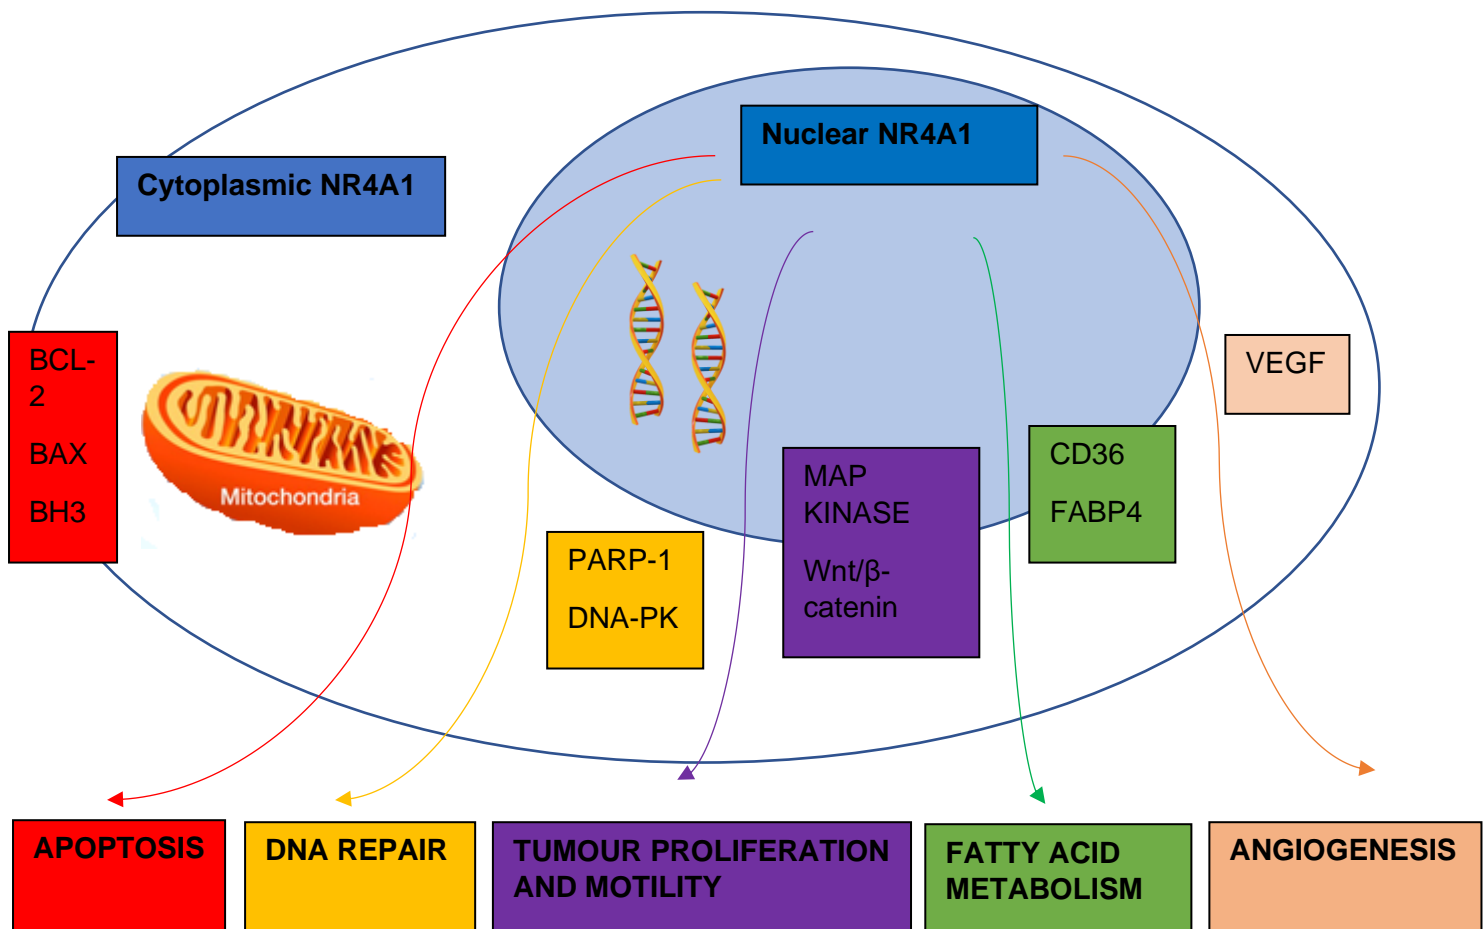 Nuclear NR4A1
Cytoplasmic NR4A1
BCL-
2
BAX
BH3
Mitochondria
VEGF
CD36
FABP4
MAP
KINASE
Wnt/β-
catenin
PARP-1
DNA-PK
APOPTOSIS
DNA REPAIR
TUMOUR PROLIFERATION
AND MOTILITY
FATTY ACID
METABOLISM
ANGIOGENESIS